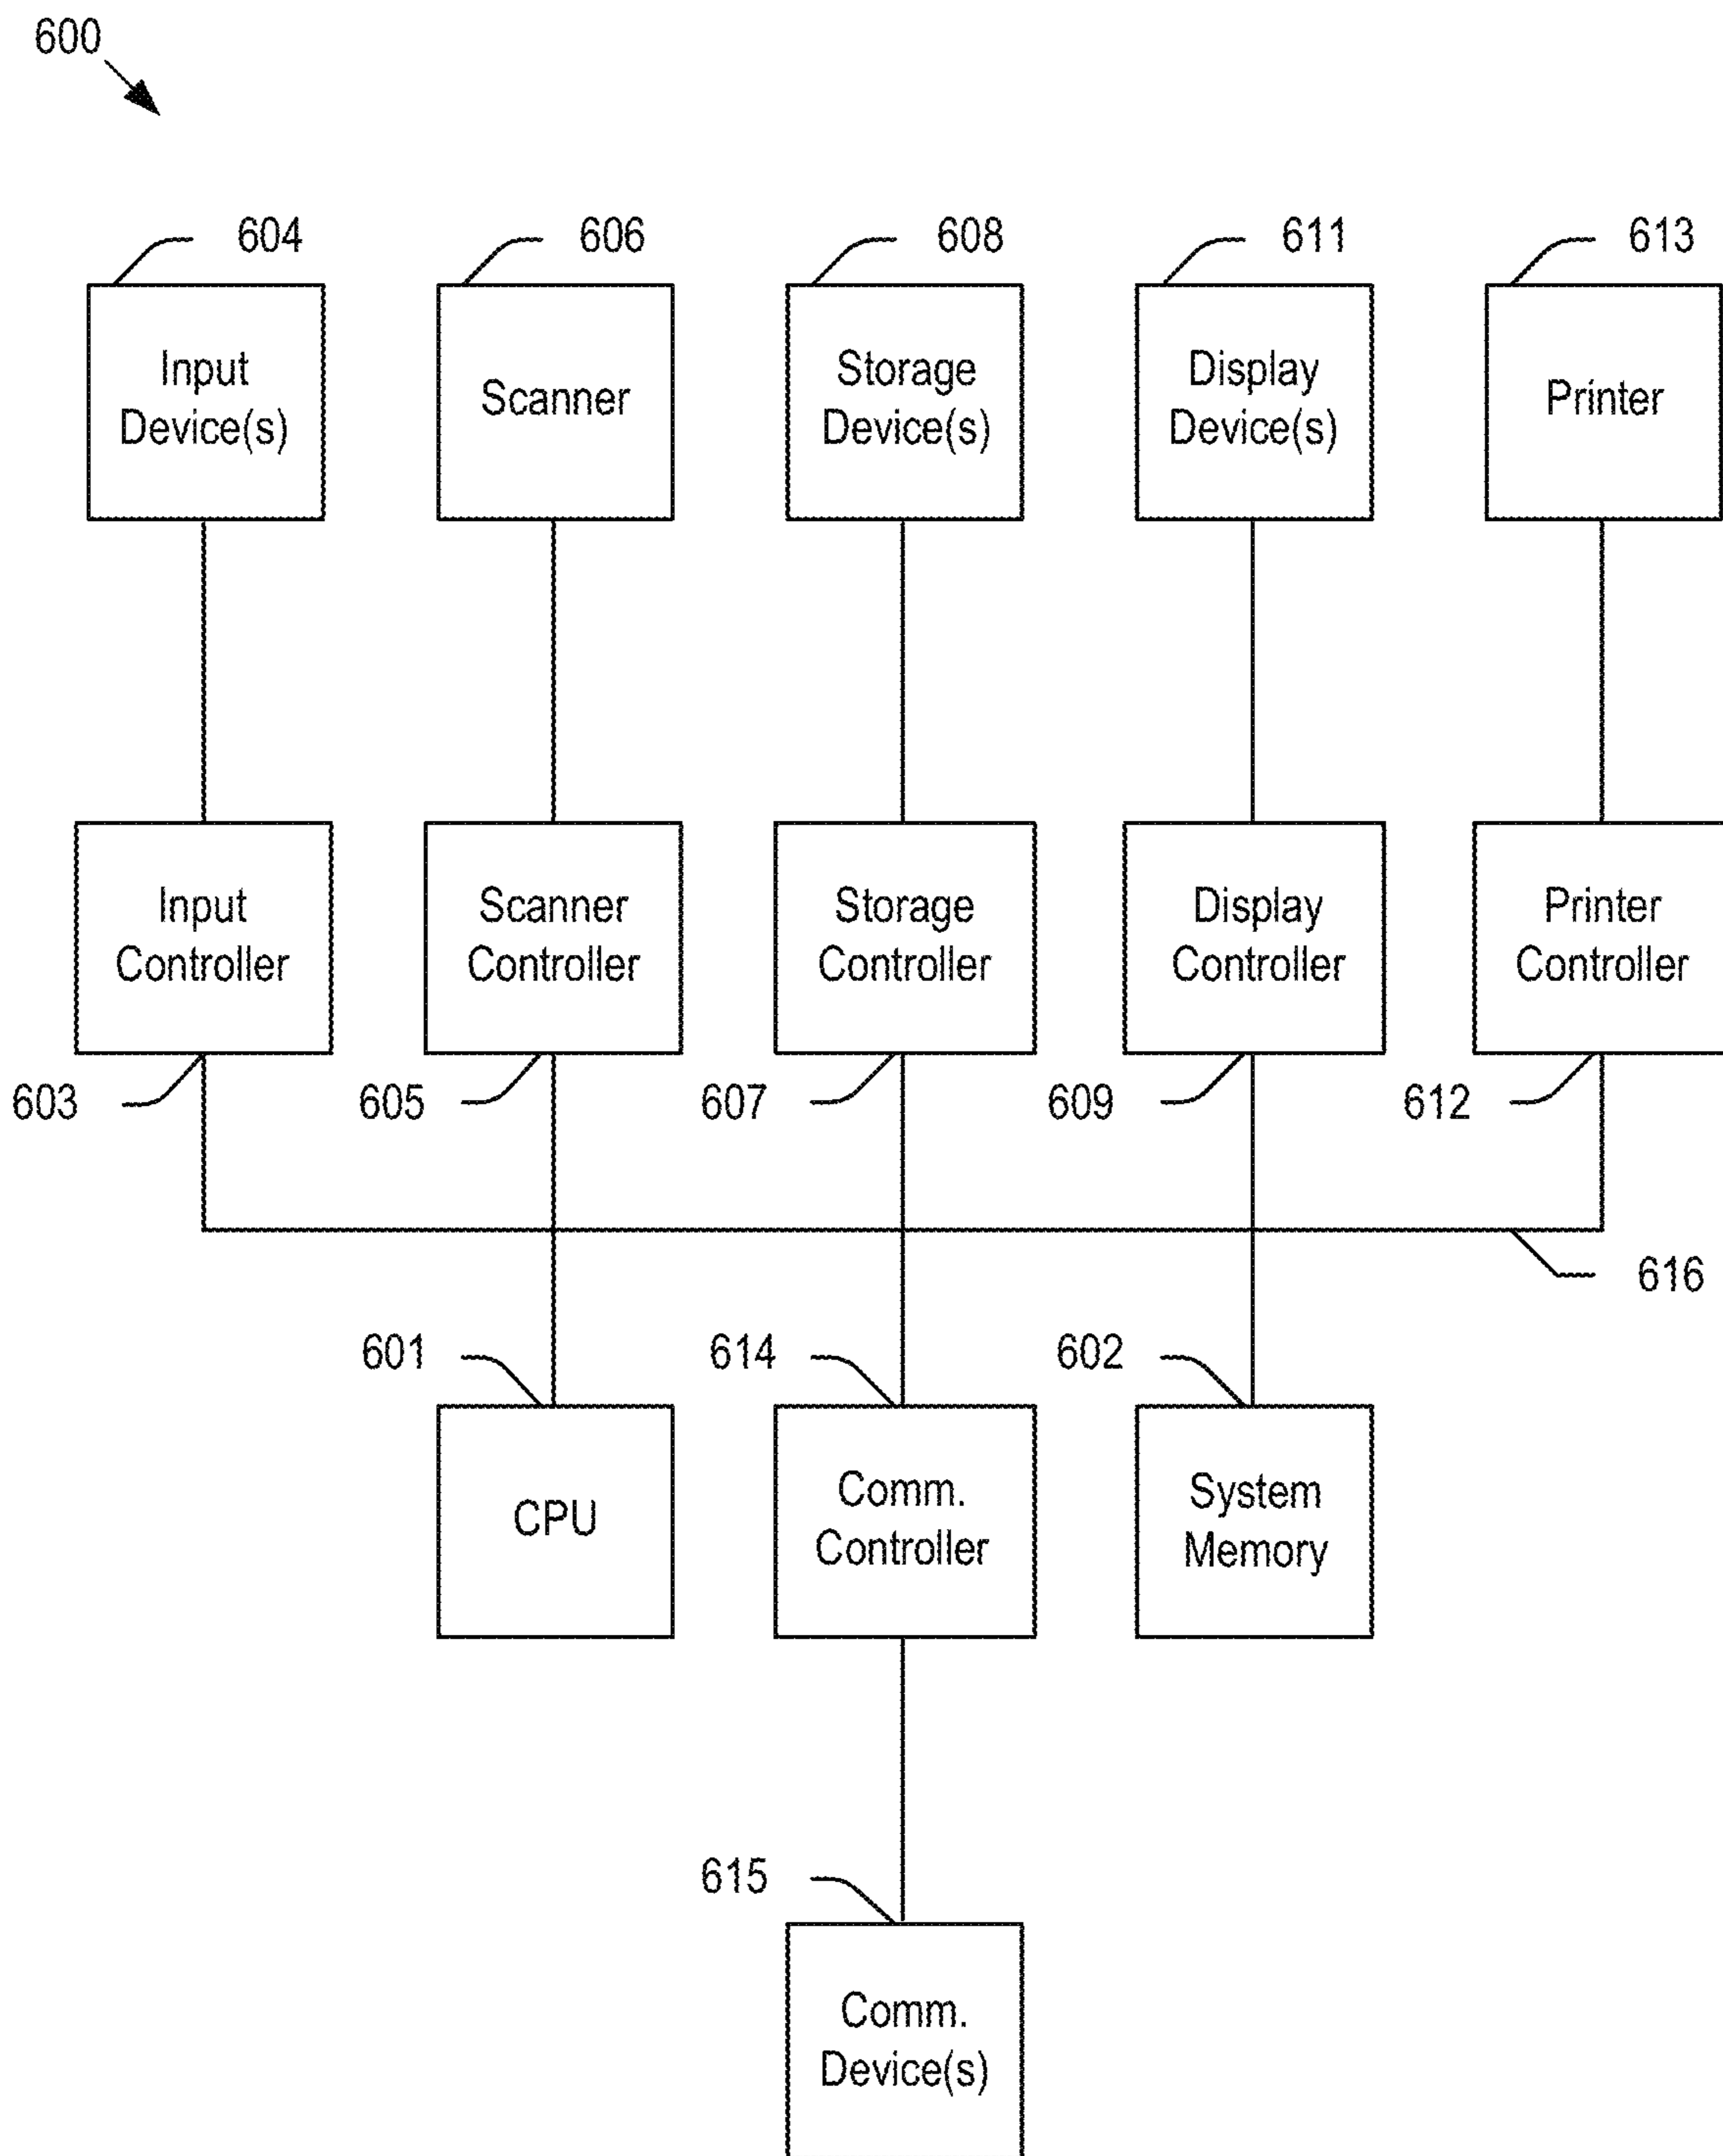 600
604
606
608
611
613
Input
Device(s)
Scanner
Storage
Device(s)
Display
Device(s)
Printer
Input
Controller
Scanner
Controller
Storage
Controller
Display
Controller
Printer
Controller
603
605
607
609
612
616
601
614
602
CPU
Comm.
Controller
System
Memory
615
Comm.
Device(s)